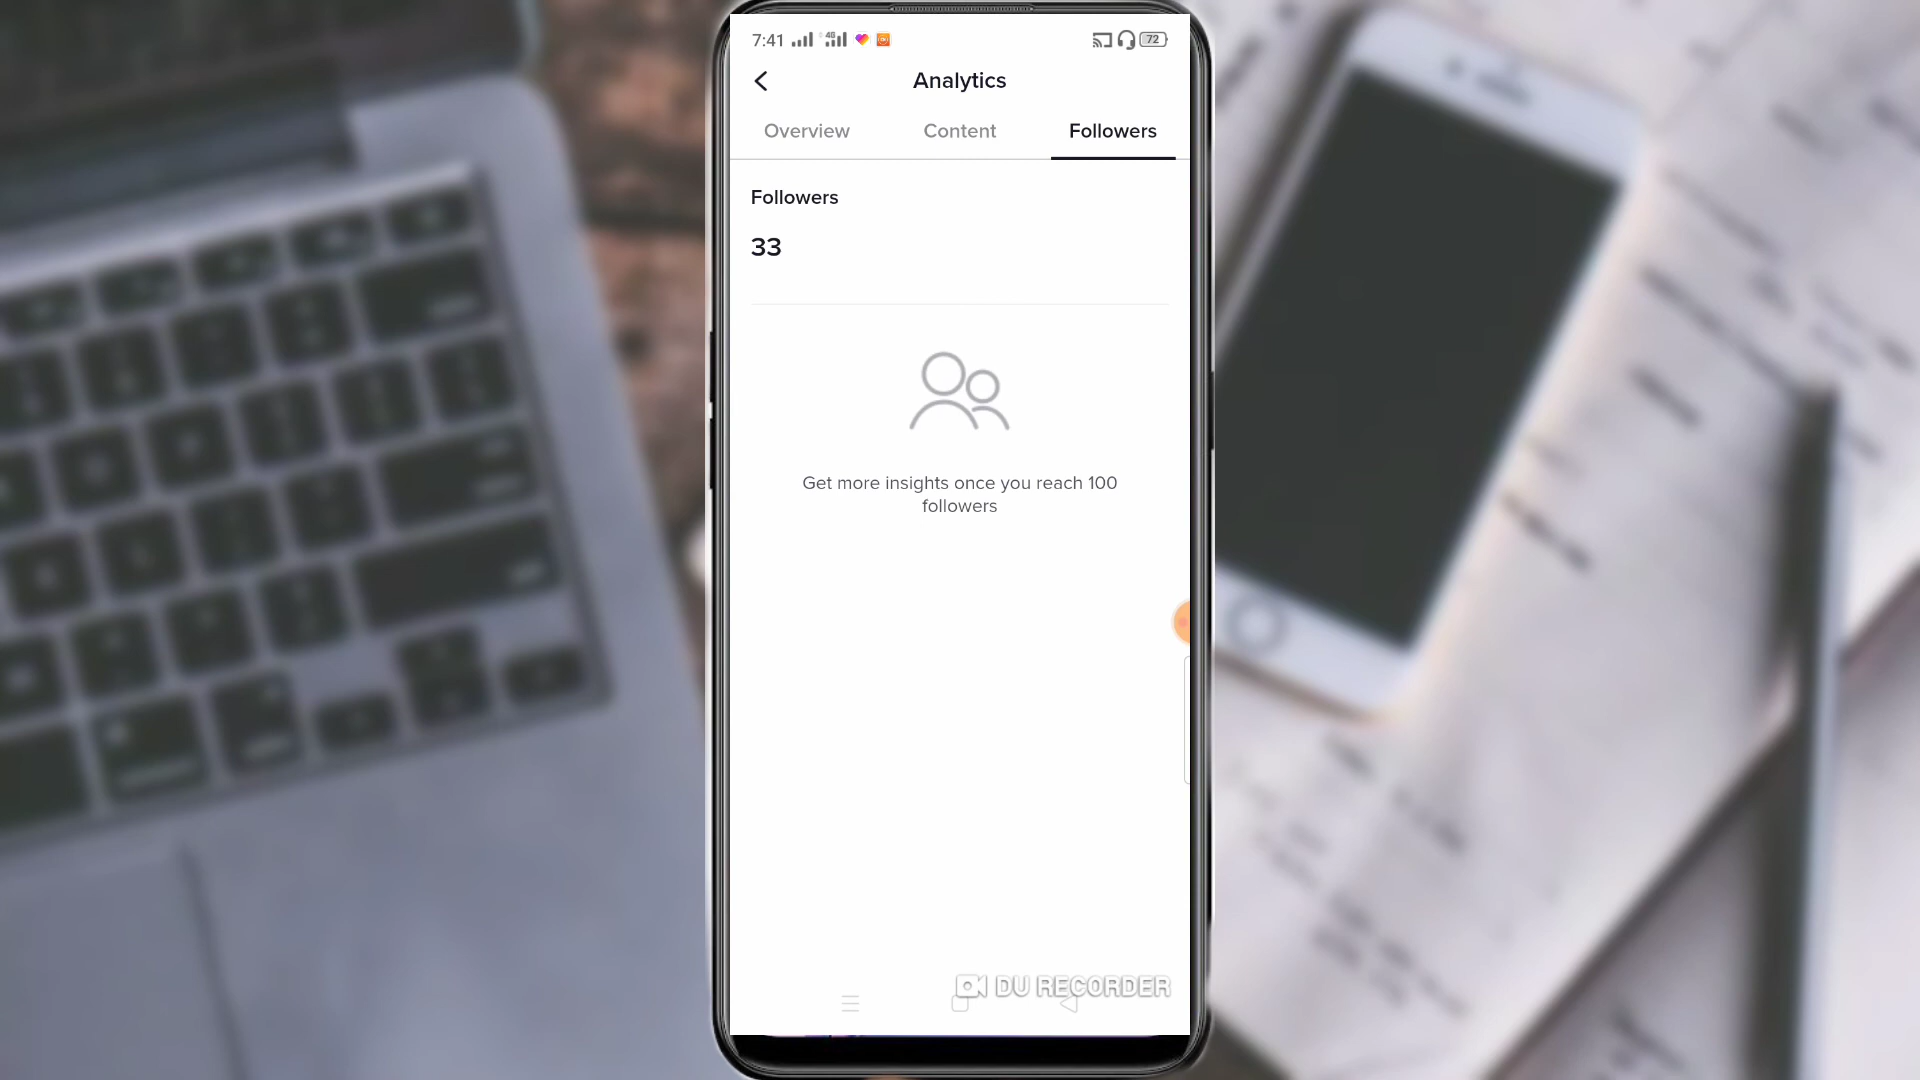 7:41 4G 72
Analytics
Overview Content Followers
Followers
33
Get more insights once you reach 100
followers
DU RECORDER